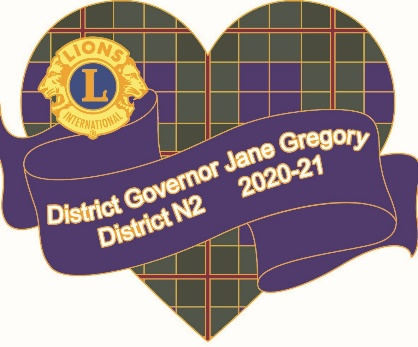 LIONS
L
INTERNATIONAL
District Governor Jane Gregory
District N2 2020-21